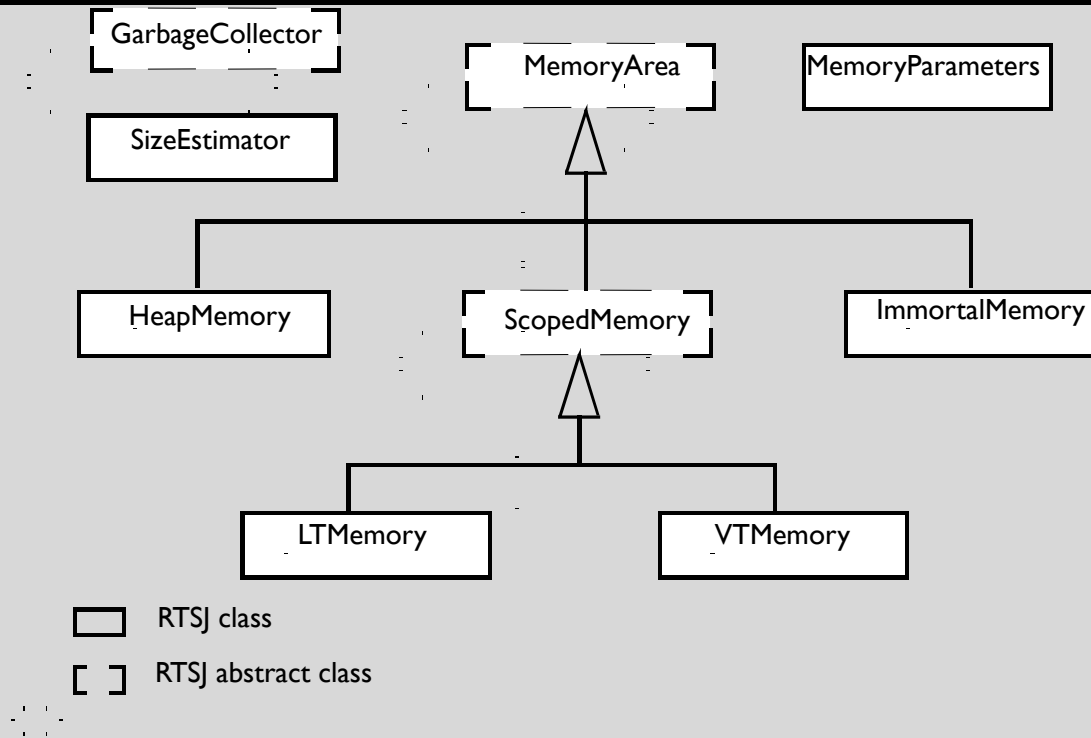 GarbageCollector
MemoryArea
MemoryParameters
SizeEstimator
HeapMemory
ScopedMemory
ImmortalMemory
LTMemory
VTMemory
RTSJ class
RTSJ abstract class